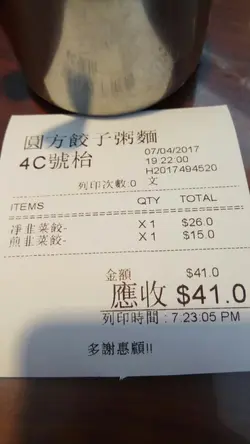 圓方餃子粥麵
4C號枱
07/04/2017
19:22:00
H2017494520
列印次數:0 文
ITEMS QTY TOTAL
凈韭菜餃- X 1 $26.0
煎韭菜餃- X 1 $15.0
金額 $41.0
應收 $41.0
列印時間 : 7:23:05 PM
多謝惠顧!!